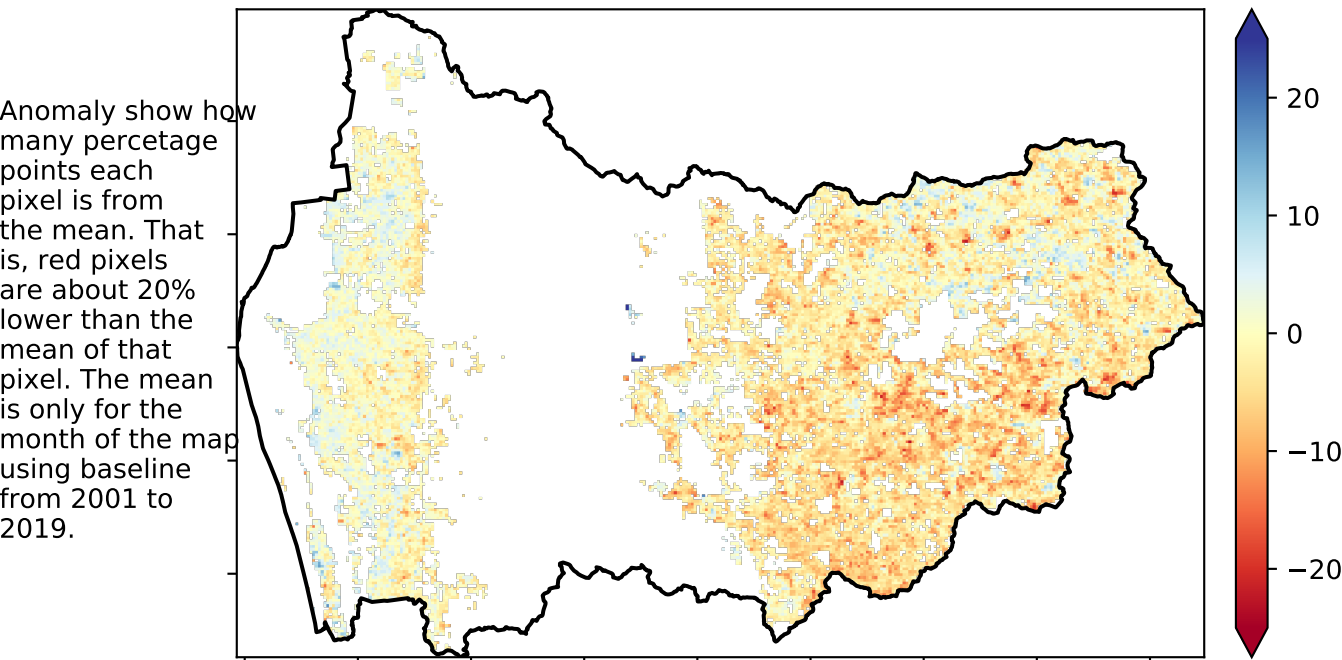 Anomaly show how
many percetage
points each
pixel is from
the mean. That
is, red pixels
are about 20%
lower than the
mean of that
pixel. The mean
is only for the
month of the map
using baseline
from 2001 to
2019.
20
10
0
−10
−20